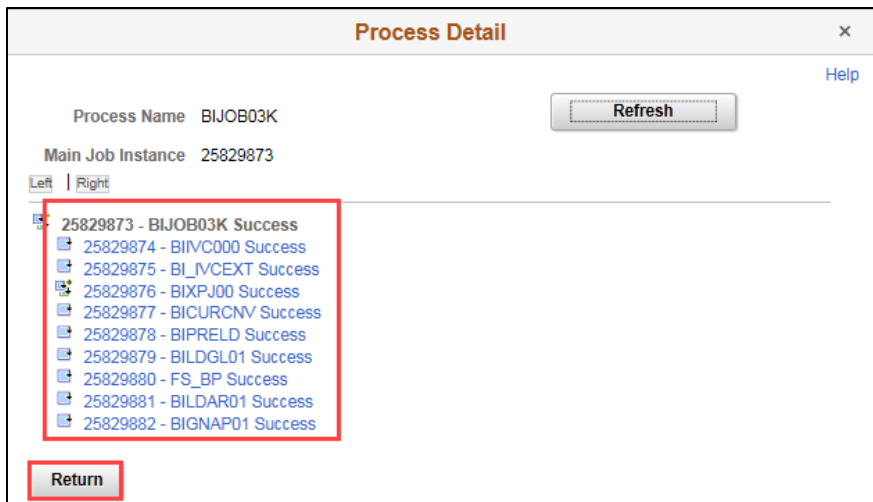 Process Detail ×
Help
Process Name BIJOB03K Refresh
Main Job Instance 25829873
Left | Right
25829873 - BIJOB03K Success
25829874 - BIIVC000 Success
25829875 - BI_IVCEXT Success
25829876 - BIXPJ00 Success
25829877 - BICURCNV Success
25829878 - BIPRELD Success
25829879 - BILDGL01 Success
25829880 - FS_BP Success
25829881 - BILDAR01 Success
25829882 - BIGNAP01 Success
Return